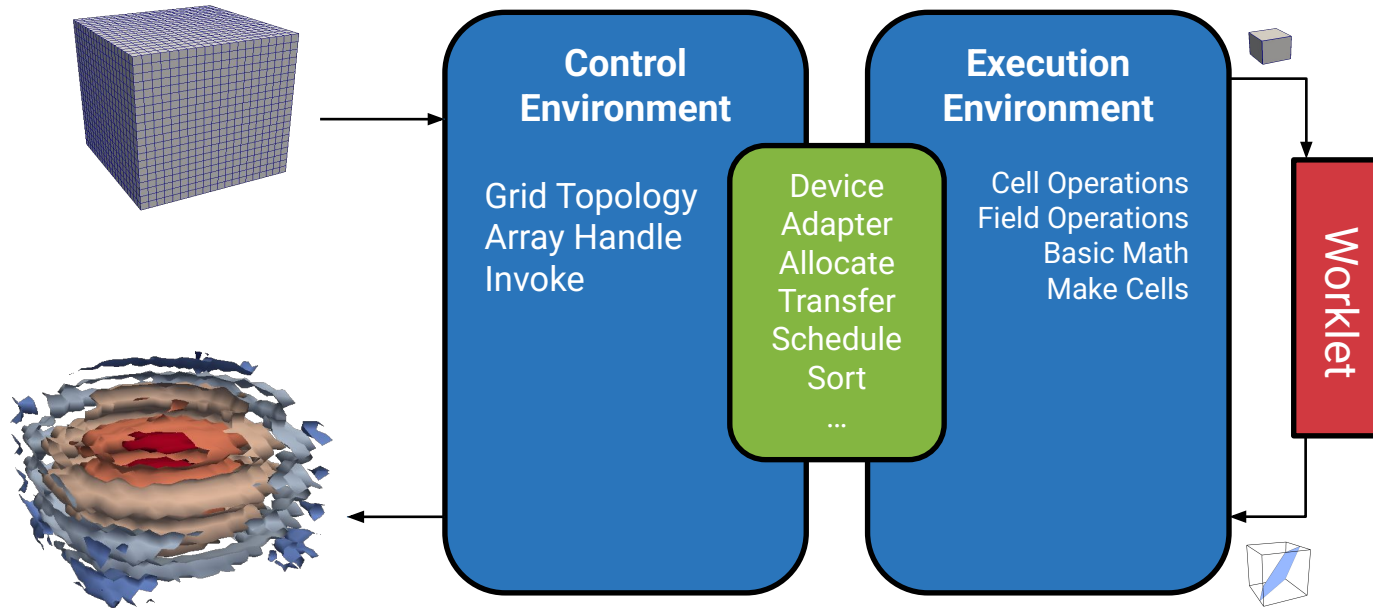 Control
Environment
Grid Topology
Array Handle
Invoke
Device
Adapter
Allocate
Transfer
Schedule
Sort
...
Execution
Environment
Cell Operations
Field Operations
Basic Math
Make Cells
Worklet